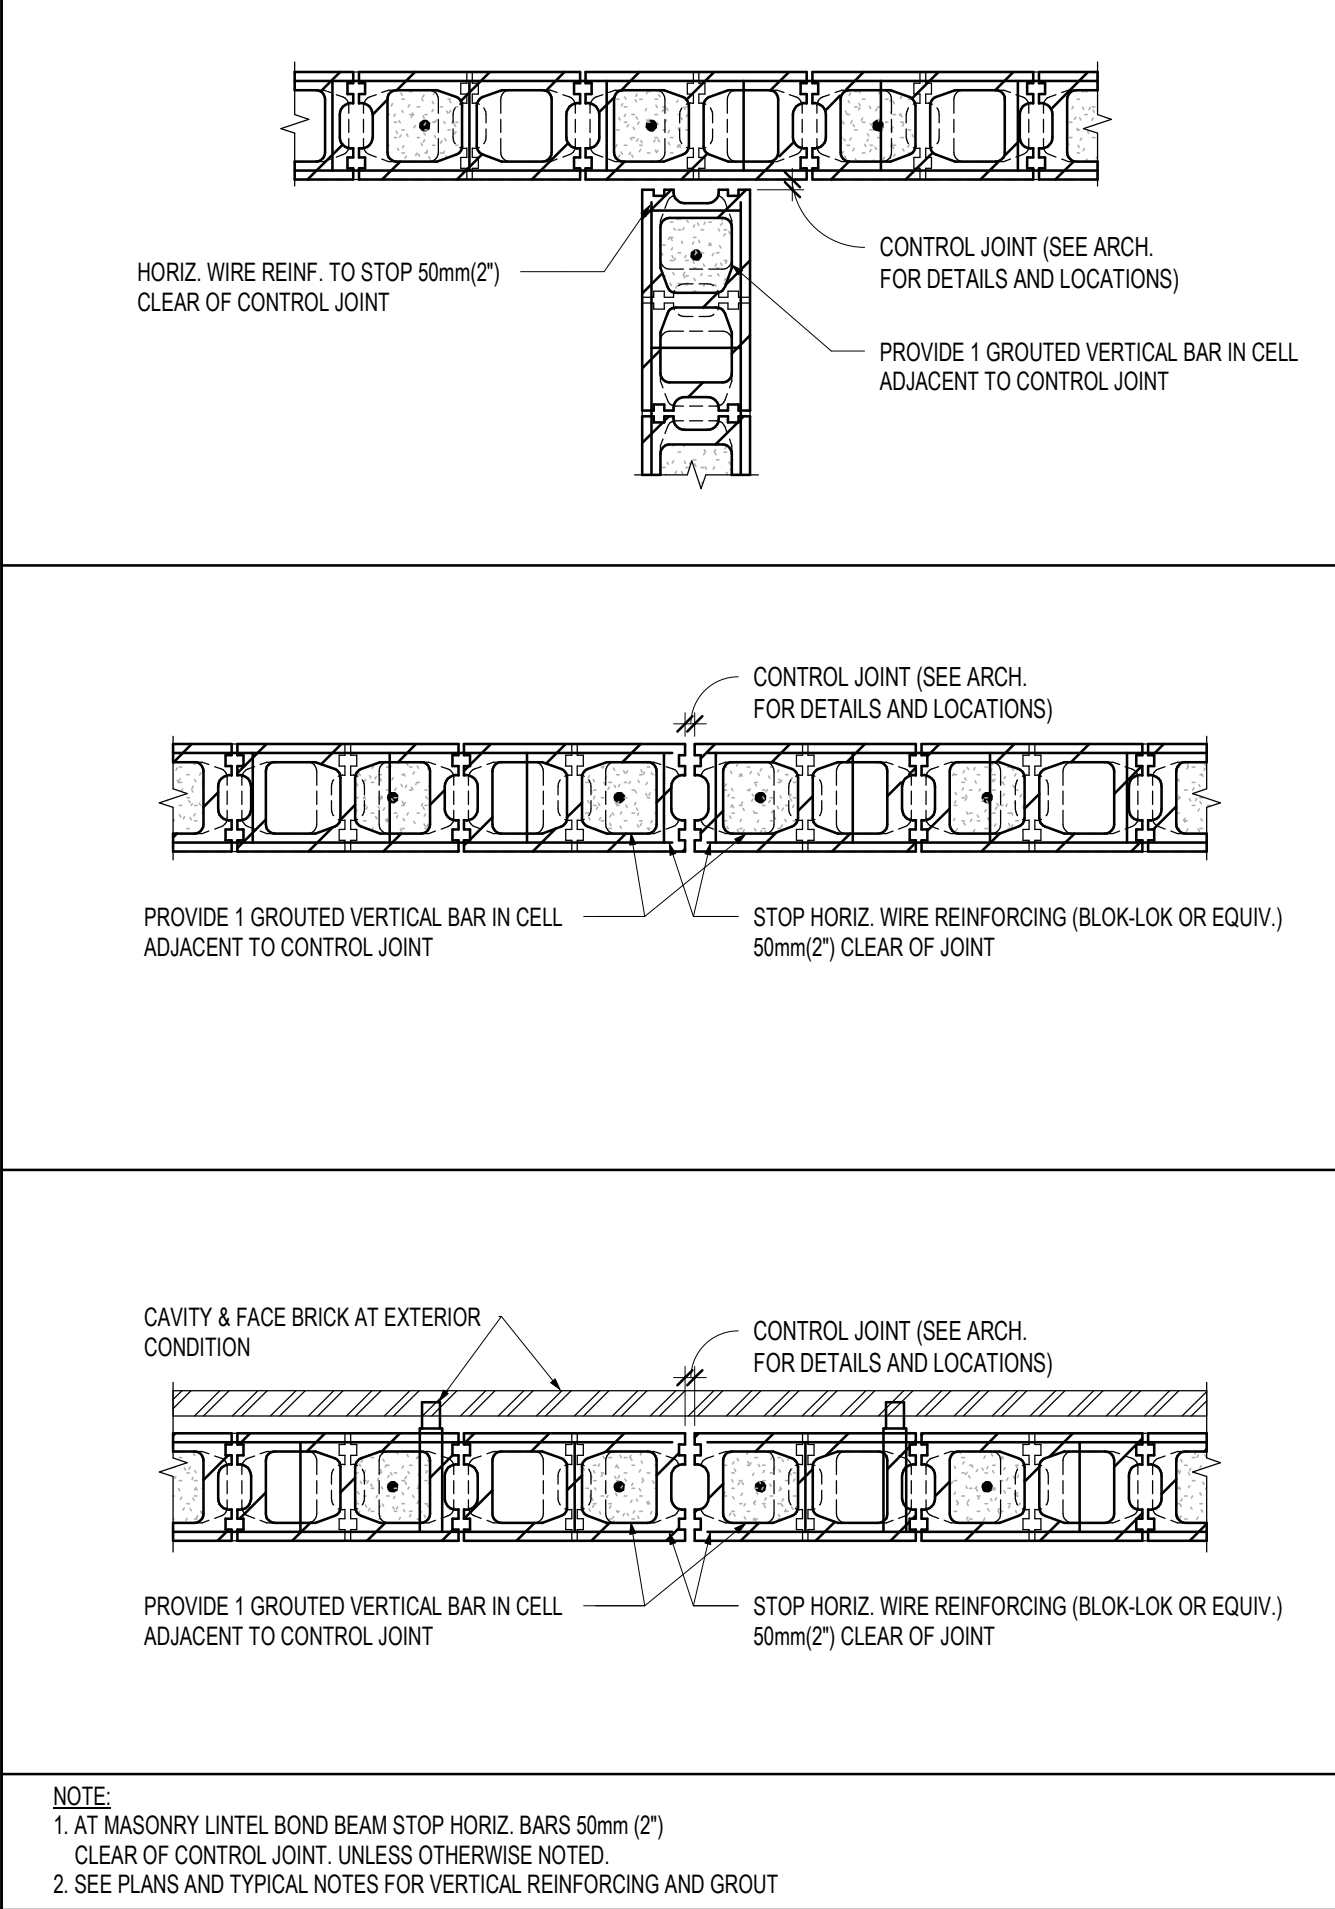 HORIZ. WIRE REINF. TO STOP 50mm(2")
CLEAR OF CONTROL JOINT
CONTROL JOINT (SEE ARCH.
FOR DETAILS AND LOCATIONS)
PROVIDE 1 GROUTED VERTICAL BAR IN CELL
ADJACENT TO CONTROL JOINT
CONTROL JOINT (SEE ARCH.
FOR DETAILS AND LOCATIONS)
PROVIDE 1 GROUTED VERTICAL BAR IN CELL
ADJACENT TO CONTROL JOINT
STOP HORIZ. WIRE REINFORCING (BLOK-LOK OR EQUIV.)
50mm(2") CLEAR OF JOINT
CAVITY & FACE BRICK AT EXTERIOR
CONDITION
CONTROL JOINT (SEE ARCH.
FOR DETAILS AND LOCATIONS)
PROVIDE 1 GROUTED VERTICAL BAR IN CELL
ADJACENT TO CONTROL JOINT
STOP HORIZ. WIRE REINFORCING (BLOK-LOK OR EQUIV.)
50mm(2") CLEAR OF JOINT
NOTE:
1. AT MASONRY LINTEL BOND BEAM STOP HORIZ. BARS 50mm (2")
CLEAR OF CONTROL JOINT. UNLESS OTHERWISE NOTED.
2. SEE PLANS AND TYPICAL NOTES FOR VERTICAL REINFORCING AND GROUT